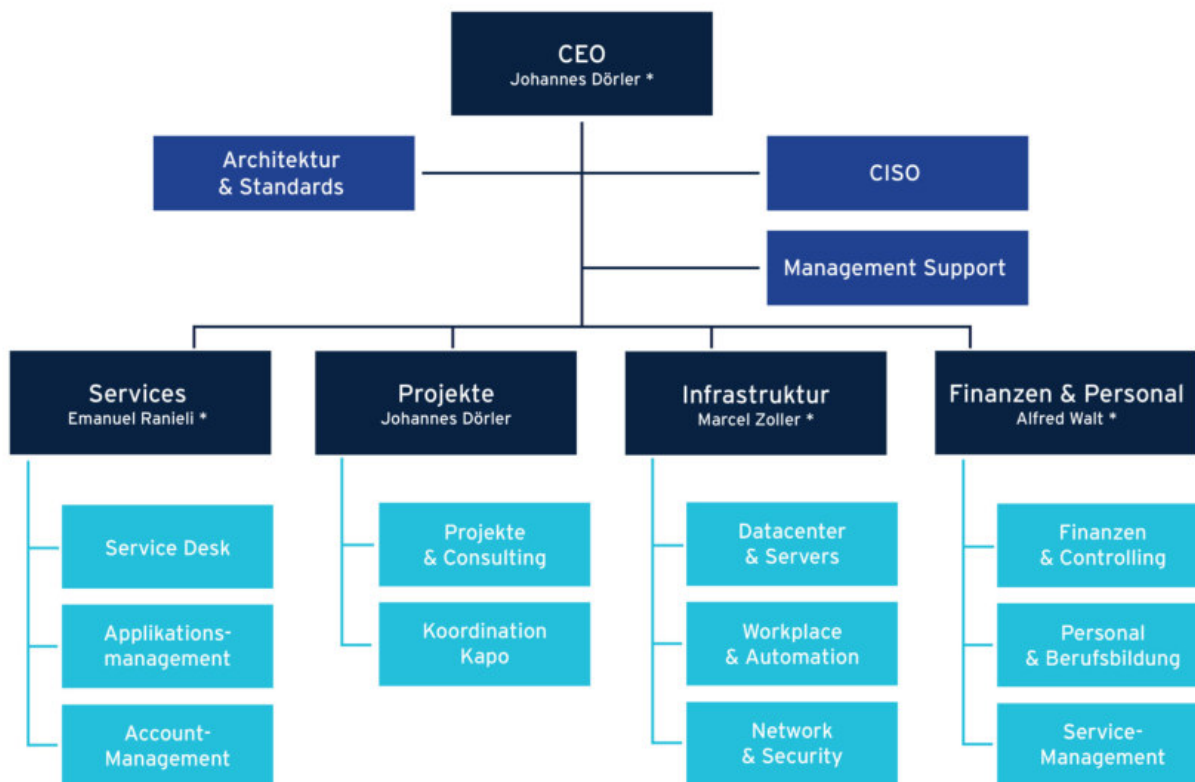 CEO
Johannes Dörler *
Architektur
& Standards
CISO
Management Support
Services
Emanuel Ranieli *
Projekte
Johannes Dörler
Infrastruktur
Marcel Zoller *
Finanzen & Personal
Alfred Walt *
Service Desk
Applikations-
management
Account-
Management
Projekte
& Consulting
Koordination
Kapo
Datacenter
& Servers
Workplace
& Automation
Network
& Security
Finanzen
& Controlling
Personal
& Berufsbildung
Service-
Management